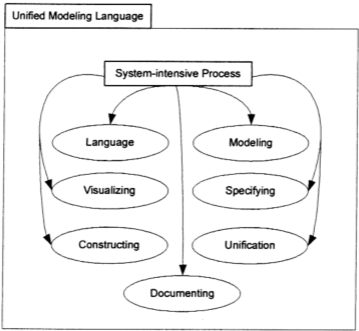 Unified Modeling Language
System-intensive Process
Language
Modeling
Visualizing
Specifying
Constructing
Unification
Documenting